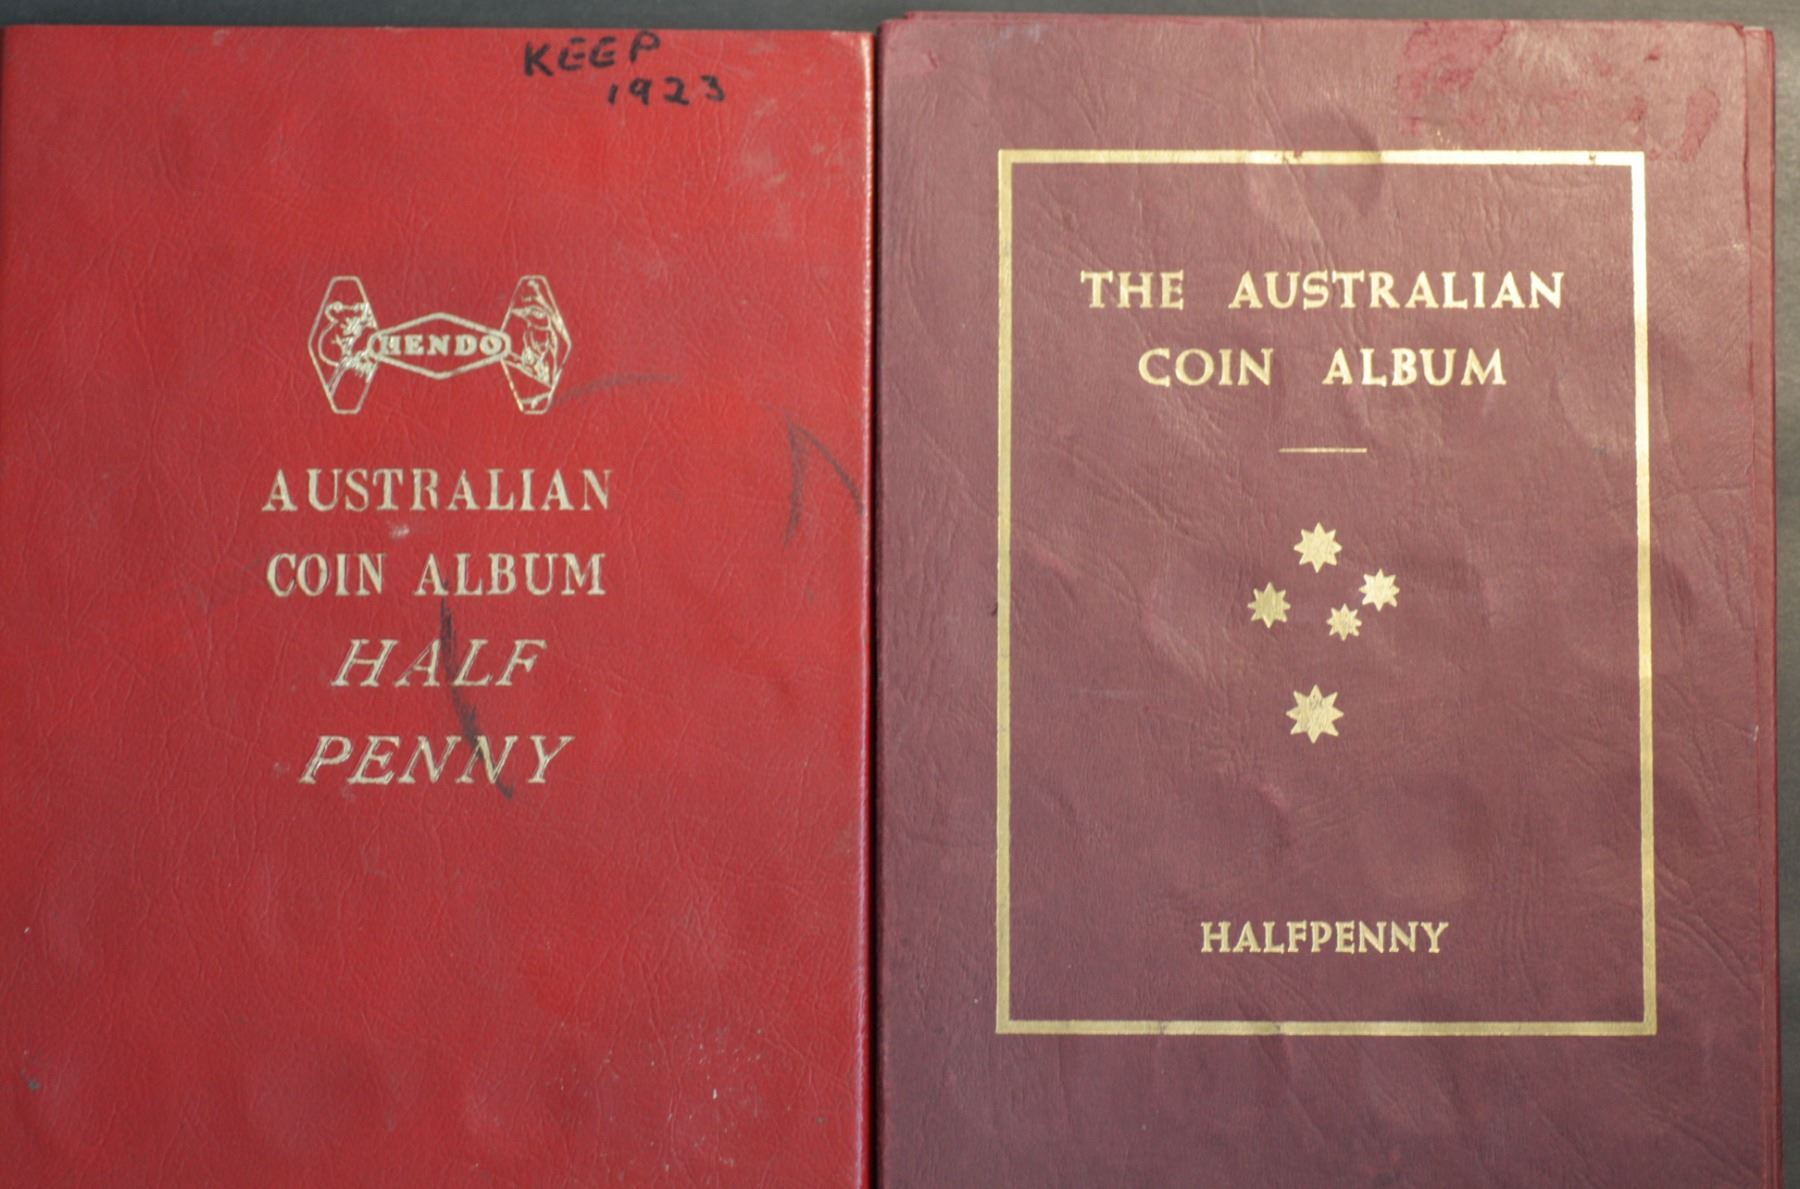 KEEP
1923
HENDO
AUSTRALIAN
COIN ALBUM
HALF
PENNY
THE AUSTRALIAN
COIN ALBUM
HALFPENNY